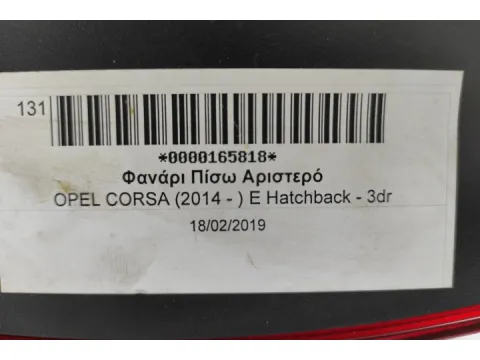 131
*0000165818*
Φανάρι Πίσω Αριστερό
OPEL CORSA (2014 - ) E Hatchback - 3dr
18/02/2019